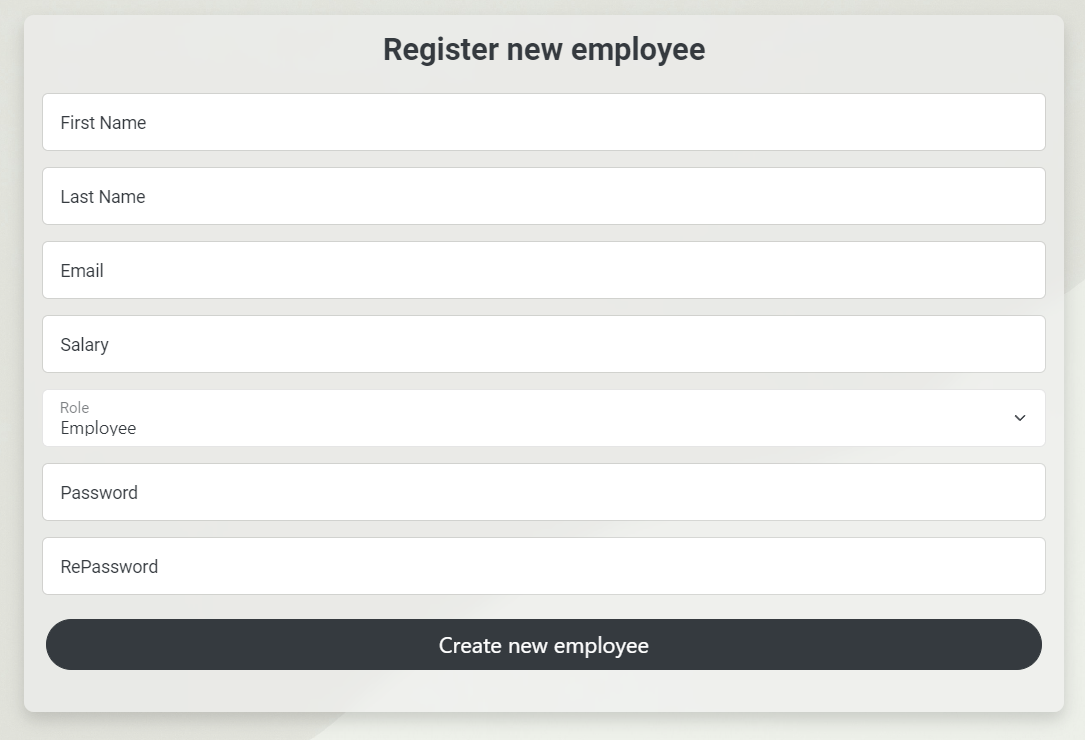 Register new employee
First Name
Last Name
Email
Salary
Role
Employee
Password
RePassword
Create new employee